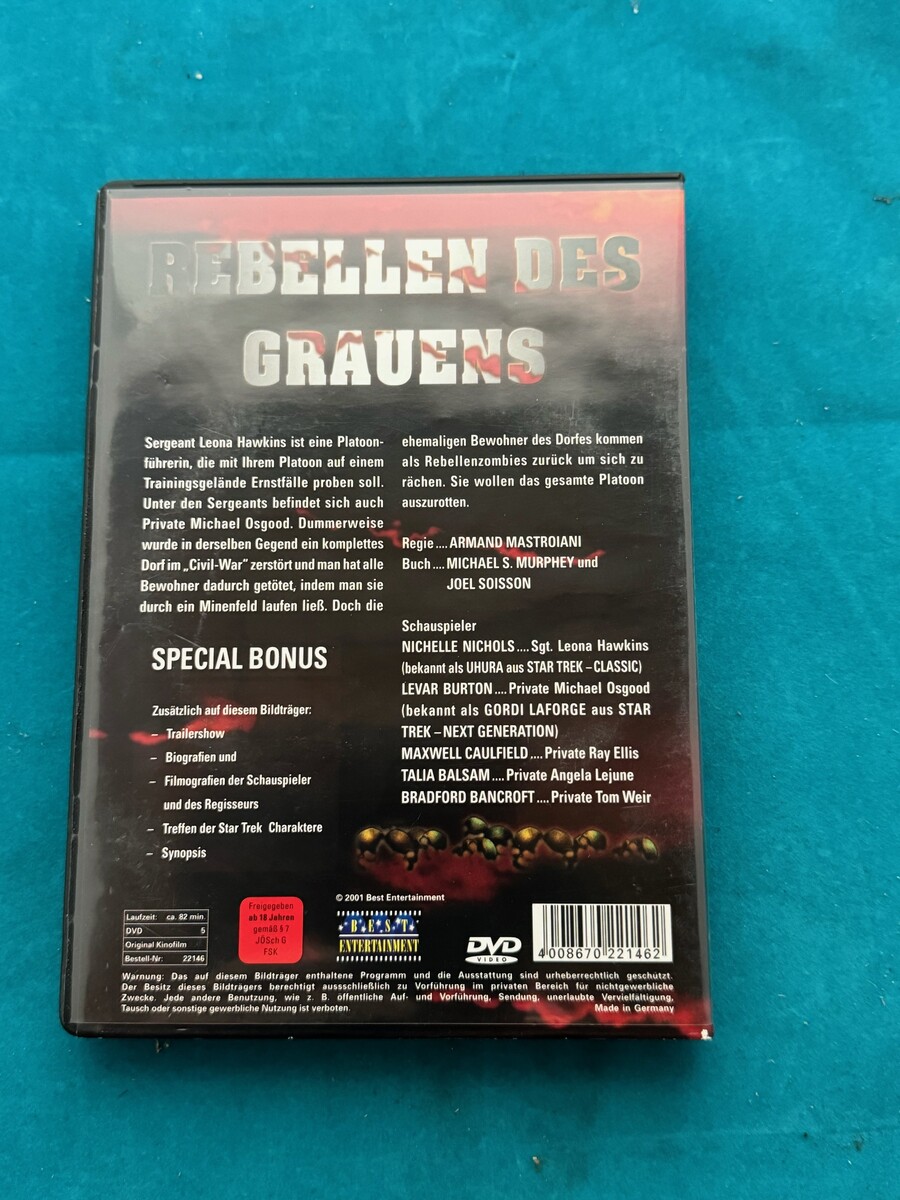 REBELLEN DES
GRAUENS
Sergeant Leona Hawkins ist eine Platoon-
führerin, die mit Ihrem Platoon auf einem
Trainingsgelände Ernstfälle proben soll.
Unter den Sergeants befindet sich auch
Private Michael Osgood. Dummerweise
wurde in derselben Gegend ein komplettes
Dorf im „Civil-War" zerstört und man hat alle
Bewohner dadurch getötet, indem man sie
durch ein Minenfeld laufen ließ. Doch die
ehemaligen Bewohner des Dorfes kommen
als Rebellenzombies zurück um sich zu
rächen. Sie wollen das gesamte Platoon
auszurotten.
Regie .... ARMAND MASTROIANI
Buch .... MICHAEL S. MURPHEY und
JOEL SOISSON
Schauspieler
NICHELLE NICHOLS .... Sgt. Leona Hawkins
(bekannt als UHURA aus STAR TREK – CLASSIC)
LEVAR BURTON .... Private Michael Osgood
(bekannt als GORDI LAFORGE aus STAR
TREK – NEXT GENERATION)
MAXWELL CAULFIELD .... Private Ray Ellis
TALIA BALSAM .... Private Angela Lejune
BRADFORD BANCROFT .... Private Tom Weir
SPECIAL BONUS
Zusätzlich auf diesem Bildträger:
– Trailershow
– Biografien und
– Filmografien der Schauspieler
und des Regisseurs
– Treffen der Star Trek Charaktere
– Synopsis
Laufzeit: ca. 82 min.
DVD 5
Original Kinofilm
Bestell-Nr: 22146
Freigegeben
ab 18 Jahren
gemäß § 7
JÖSch G
FSK
© 2001 Best Entertainment
B.E.S.T.
ENTERTAINMENT
DVD
VIDEO
4 008670 221462
Warnung: Das auf diesem Bildträger enthaltene Programm und die Ausstattung sind urheberrechtlich geschützt.
Der Besitz dieses Bildträgers berechtigt aussschließlich zu Vorführung im privaten Bereich für nichtgewerbliche
Zwecke. Jede andere Benutzung, wie z. B. öffentliche Auf- und Vorführung, Sendung, unerlaubte Vervielfältigung,
Tausch oder sonstige gewerbliche Nutzung ist verboten. Made in Germany